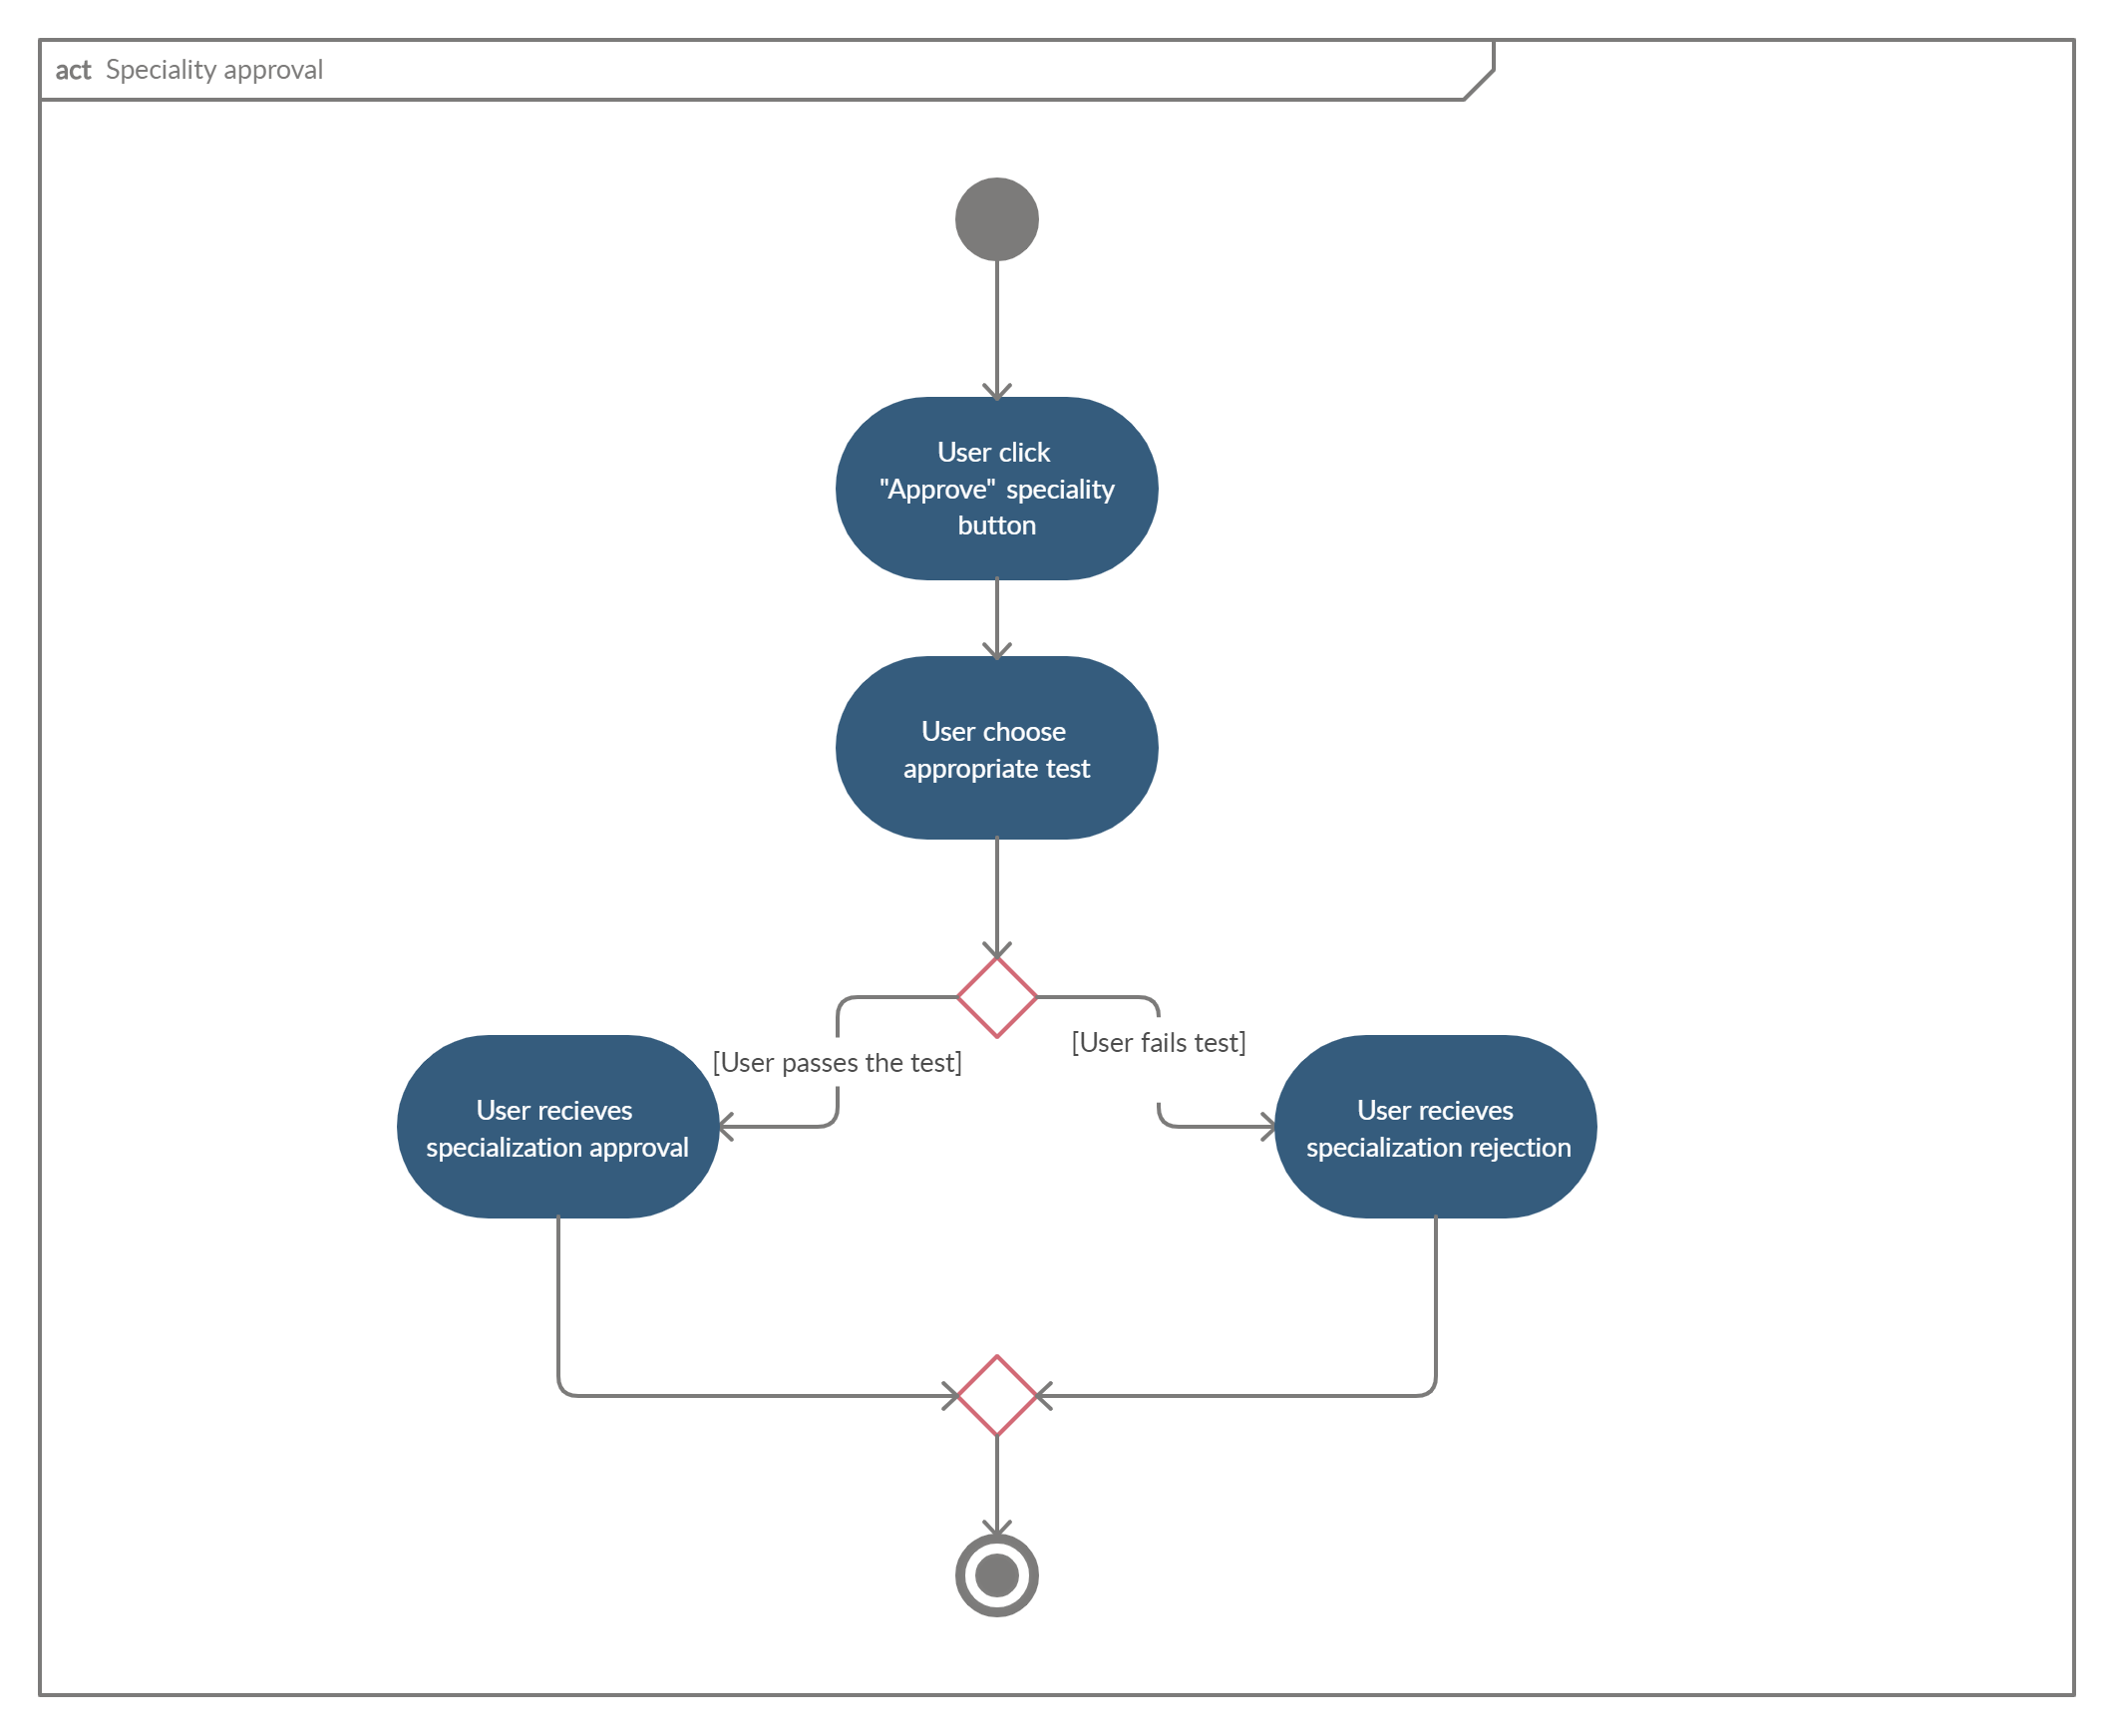 act Speciality approval
User click
"Approve" speciality
button
User choose
appropriate test
[User fails test]
[User passes the test]
User recieves
specialization approval
User recieves
specialization rejection